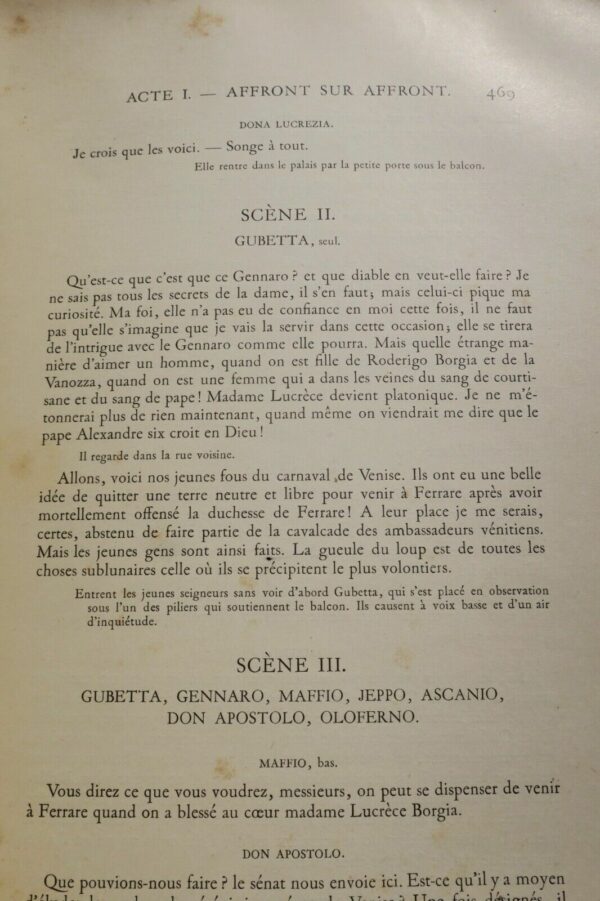 ACTE I. — AFFRONT SUR AFFRONT. 469
DONA LUCREZIA.
Je crois que les voici. — Songe à tout.
Elle rentre dans le palais par la petite porte sous le balcon.
SCÈNE II.
GUBETTA, seul.
Qu'est-ce que c'est que ce Gennaro ? et que diable en veut-elle faire ? Je
ne sais pas tous les secrets de la dame, il s'en faut ; mais celui-ci pique ma
curiosité. Ma foi, elle n'a pas eu de confiance en moi cette fois, il ne faut
pas qu'elle s'imagine que je vais la servir dans cette occasion ; elle se tirera
de l'intrigue avec le Gennaro comme elle pourra. Mais quelle étrange ma-
nière d'aimer un homme, quand on est fille de Roderigo Borgia et de la
Vanozza, quand on est une femme qui a dans les veines du sang de courti-
sane et du sang de pape ! Madame Lucrèce devient platonique. Je ne m'é-
tonnerai plus de rien maintenant, quand même on viendrait me dire que le
pape Alexandre six croit en Dieu !
Il regarde dans la rue voisine.
Allons, voici nos jeunes fous du carnaval de Venise. Ils ont eu une belle
idée de quitter une terre neutre et libre pour venir à Ferrare après avoir
mortellement offensé la duchesse de Ferrare ! A leur place je me serais,
certes, abstenu de faire partie de la cavalcade des ambassadeurs vénitiens.
Mais les jeunes gens sont ainsi faits. La gueule du loup est de toutes les
choses sublunaires celle où ils se précipitent le plus volontiers.
Entrent les jeunes seigneurs sans voir d'abord Gubetta, qui s'est placé en observation
sous l'un des piliers qui soutiennent le balcon. Ils causent à voix basse et d'un air
d'inquiétude.
SCÈNE III.
GUBETTA, GENNARO, MAFFIO, JEPPO, ASCANIO,
DON APOSTOLO, OLOFERNO.
MAFFIO, bas.
Vous direz ce que vous voudrez, messieurs, on peut se dispenser de venir
à Ferrare quand on a blessé au cœur madame Lucrèce Borgia.
DON APOSTOLO.
Que pouvions-nous faire ? le sénat nous envoie ici. Est-ce qu'il y a moyen